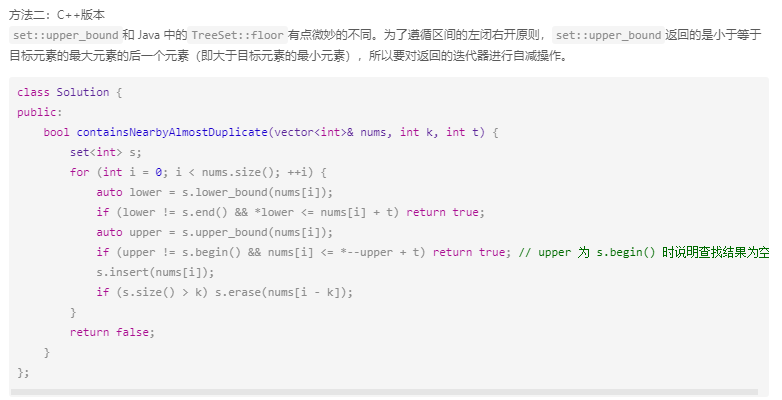 方法二：C++版本
set::upper_bound 和 Java 中的 TreeSet::floor 有点微妙的不同。为了遵循区间的左闭右开原则， set::upper_bound 返回的是小于等于
目标元素的最大元素的后一个元素（即大于目标元素的最小元素），所以要对返回的迭代器进行自减操作。
class Solution {
public:
    bool containsNearbyAlmostDuplicate(vector<int>& nums, int k, int t) {
        set<int> s;
        for (int i = 0; i < nums.size(); ++i) {
            auto lower = s.lower_bound(nums[i]);
            if (lower != s.end() && *lower <= nums[i] + t) return true;
            auto upper = s.upper_bound(nums[i]);
            if (upper != s.begin() && nums[i] <= *--upper + t) return true; // upper 为 s.begin() 时说明查找结果为空
            s.insert(nums[i]);
            if (s.size() > k) s.erase(nums[i - k]);
        }
        return false;
    }
};